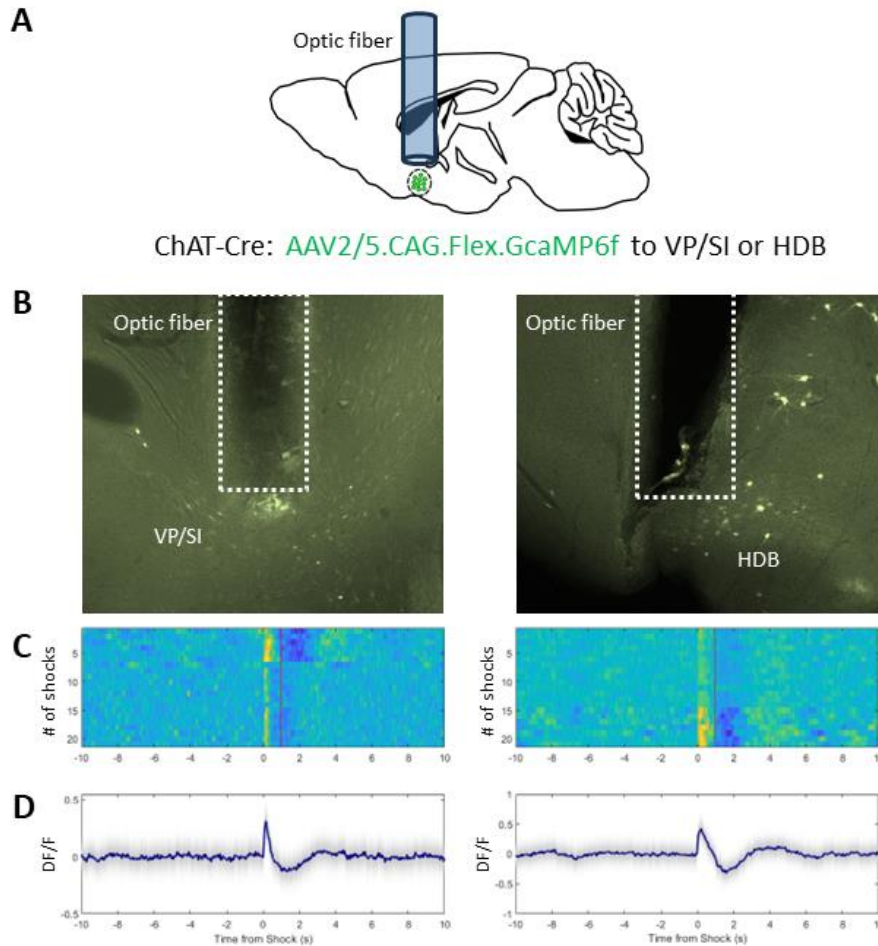 A
Optic fiber
ChAT-Cre: AAV2/5.CAG.Flex.GcaMP6f to VP/SI or HDB
B
Optic fiber
VP/SI
Optic fiber
HDB
C
# of shocks
5
10
15
20
-10 -8 -6 -4 -2 0 2 4 6 8 10
# of shocks
5
10
15
20
-10 -8 -6 -4 -2 0 2 4 6 8 10
D
DF/F
0.5
0
-0.5
-10 -8 -6 -4 -2 0 2 4 6 8 10
Time from Shock (s)
DF/F
1
0.5
0
-0.5
-1
-10 -8 -6 -4 -2 0 2 4 6 8 10
Time from Shock (s)